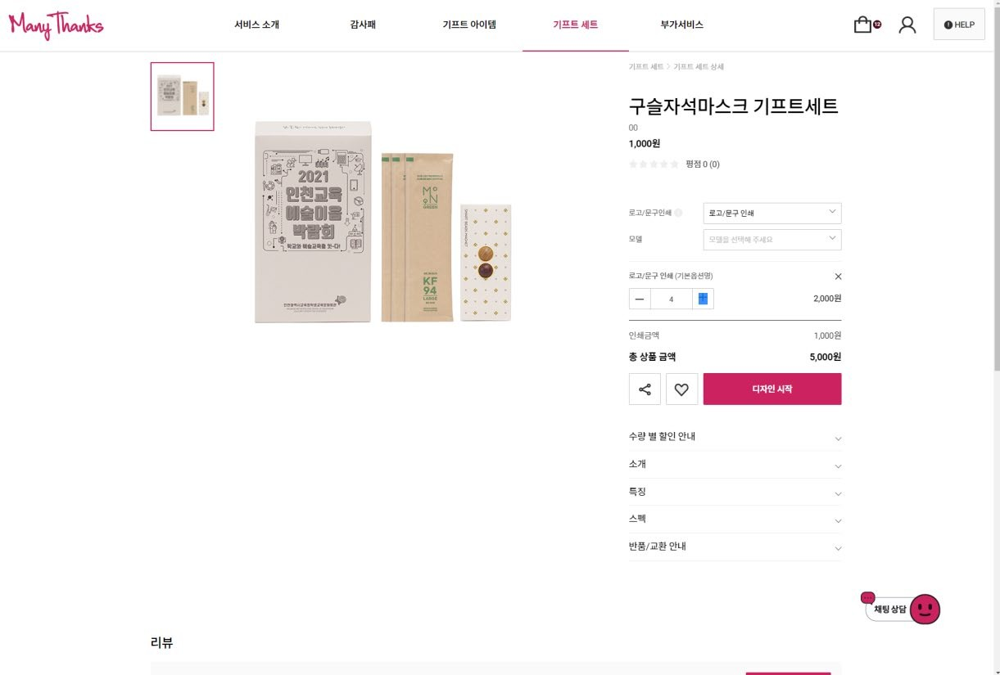 Many Thanks
서비스 소개
감사패
기프트 아이템
기프트 세트
부가서비스
12
HELP
기프트 세트 > 기프트 세트 상세
구슬자석마스크 기프트세트
00
1,000원
평점 0 (0)
로고/문구인쇄
로고/문구 인쇄
모델
모델을 선택해 주세요
로고/문구 인쇄 (기본옵션명)
4
2,000원
인쇄금액
1,000원
총 상품 금액
5,000원
디자인 시작
수량 별 할인 안내
소개
특징
스펙
반품/교환 안내
2021
인천교육
예술이음
박람회
학교와 예술교육을 잇-다!
GREEN
KF
94
LARGE
SMART BEADS MAGNET
채팅 상담
리뷰